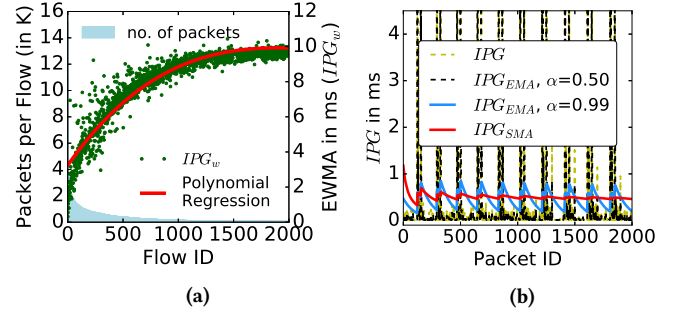 Packets per Flow (in K)
16
14
12
10
8
6
4
2
0
no. of packets
IPG_w
Polynomial
Regression
12
10
8
6
4
2
0
EWMA in ms (IPG_w)
0 500 1000 1500 2000
Flow ID
(a)
IPG in ms
4
3
2
1
0
IPG
IPG_EMA, α=0.50
IPG_EMA, α=0.99
IPG_SMA
0 500 1000 1500 2000
Packet ID
(b)